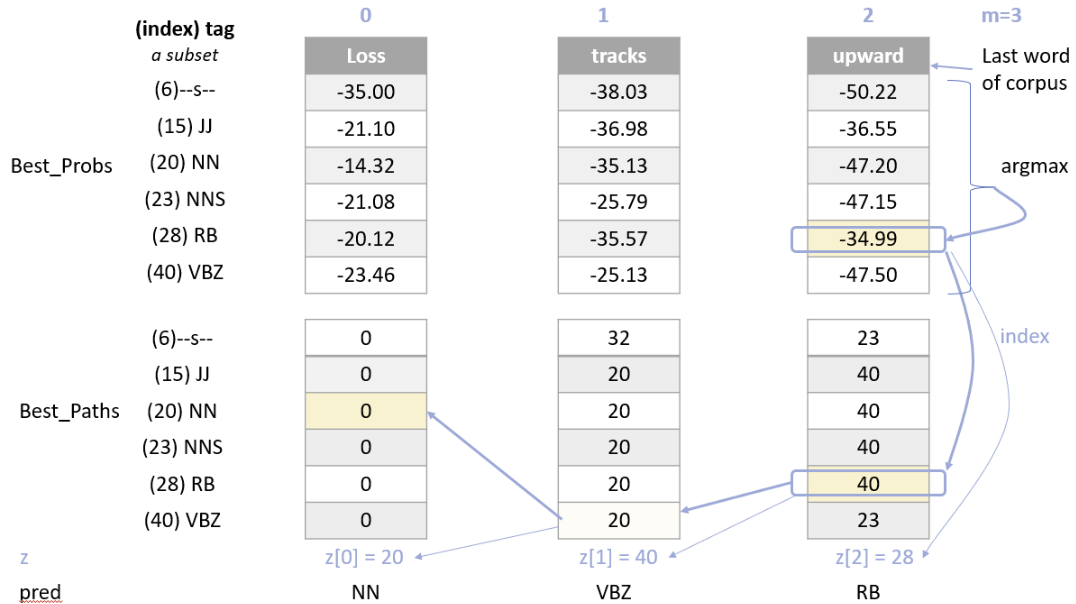 0 1 2 m=3
(index) tag
a subset
Loss tracks upward Last word
of corpus
(6)--s-- -35.00 -38.03 -50.22
(15) JJ -21.10 -36.98 -36.55
Best_Probs (20) NN -14.32 -35.13 -47.20 argmax
(23) NNS -21.08 -25.79 -47.15
(28) RB -20.12 -35.57 -34.99
(40) VBZ -23.46 -25.13 -47.50
(6)--s-- 0 32 23 index
(15) JJ 0 20 40
Best_Paths (20) NN 0 20 40
(23) NNS 0 20 40
(28) RB 0 20 40
(40) VBZ 0 20 23
z z[0] = 20 z[1] = 40 z[2] = 28
pred NN VBZ RB